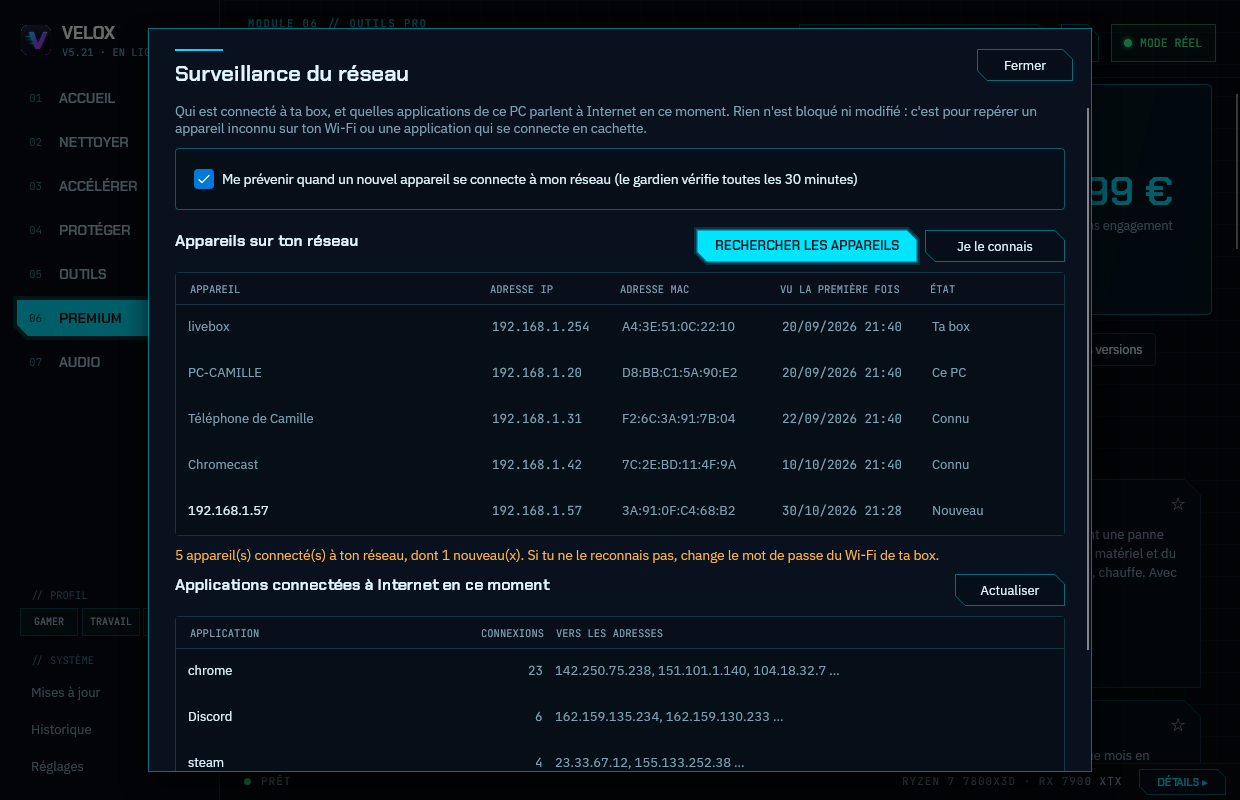 MODULE 06 // OUTILS PRO
VELOX
V5.21 · EN LIG
MODE RÉEL
01 ACCUEIL
02 NETTOYER
03 ACCÉLÉRER
04 PROTÉGER
05 OUTILS
06 PREMIUM
07 AUDIO
// PROFIL
GAMER TRAVAIL
// SYSTÈME
Mises à jour
Historique
Réglages
Surveillance du réseau
Fermer
Qui est connecté à ta box, et quelles applications de ce PC parlent à Internet en ce moment. Rien n'est bloqué ni modifié : c'est pour repérer un
appareil inconnu sur ton Wi-Fi ou une application qui se connecte en cachette.
Me prévenir quand un nouvel appareil se connecte à mon réseau (le gardien vérifie toutes les 30 minutes)
Appareils sur ton réseau
RECHERCHER LES APPAREILS
Je le connais
APPAREIL ADRESSE IP ADRESSE MAC VU LA PREMIÈRE FOIS ÉTAT
livebox 192.168.1.254 A4:3E:51:0C:22:10 20/09/2026 21:40 Ta box
PC-CAMILLE 192.168.1.20 D8:BB:C1:5A:90:E2 20/09/2026 21:40 Ce PC
Téléphone de Camille 192.168.1.31 F2:6C:3A:91:7B:04 22/09/2026 21:40 Connu
Chromecast 192.168.1.42 7C:2E:BD:11:4F:9A 10/10/2026 21:40 Connu
192.168.1.57 192.168.1.57 3A:91:0F:C4:68:B2 30/10/2026 21:28 Nouveau
5 appareil(s) connecté(s) à ton réseau, dont 1 nouveau(x). Si tu ne le reconnais pas, change le mot de passe du Wi-Fi de ta box.
Applications connectées à Internet en ce moment
Actualiser
APPLICATION CONNEXIONS VERS LES ADRESSES
chrome 23 142.250.75.238, 151.101.1.140, 104.18.32.7 ...
Discord 6 162.159.135.234, 162.159.130.233 ...
steam 4 23.33.67.12, 155.133.252.38 ...
99 €
s engagement
versions
t une panne
matériel et du
, chauffe. Avec
e mois en
PRÊT
RYZEN 7 7800X3D · RX 7900 XTX
DÉTAILS ▸